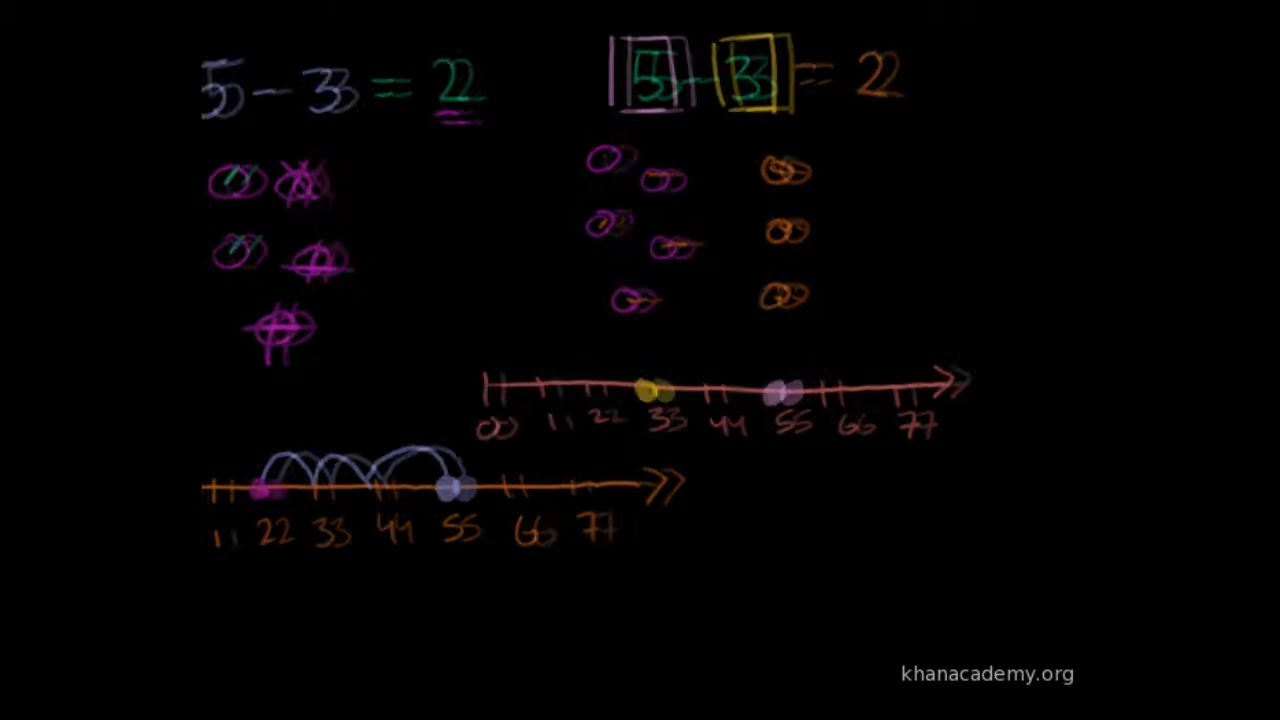 5 - 3 = 2
5 - 3 = 2
0 1 2 3 4 5 6 7
1 2 3 4 5 6 7
khanacademy.org